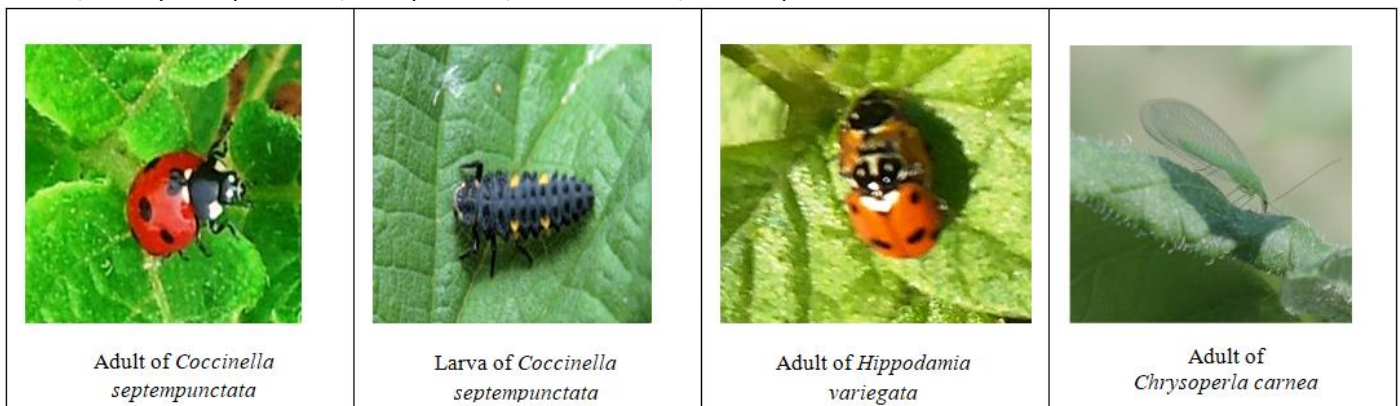 Adult of Coccinella
septempunctata
Larva of Coccinella
septempunctata
Adult of Hippodamia
variegata
Adult of
Chrysoperla carnea